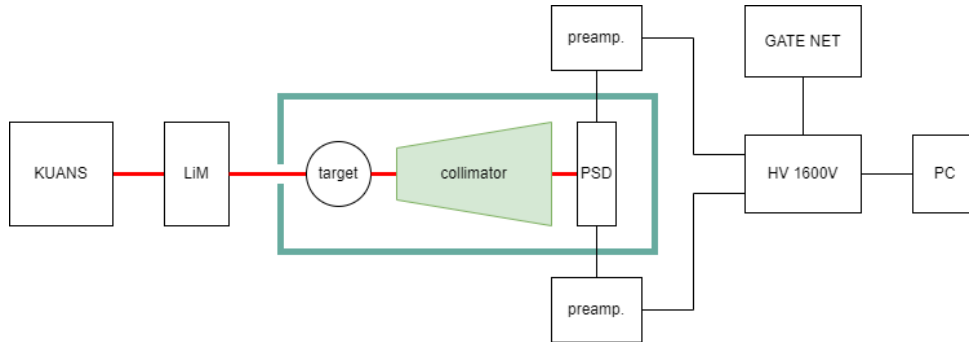 preamp.
GATE NET
KUANS
LiM
target
collimator
PSD
HV 1600V
PC
preamp.